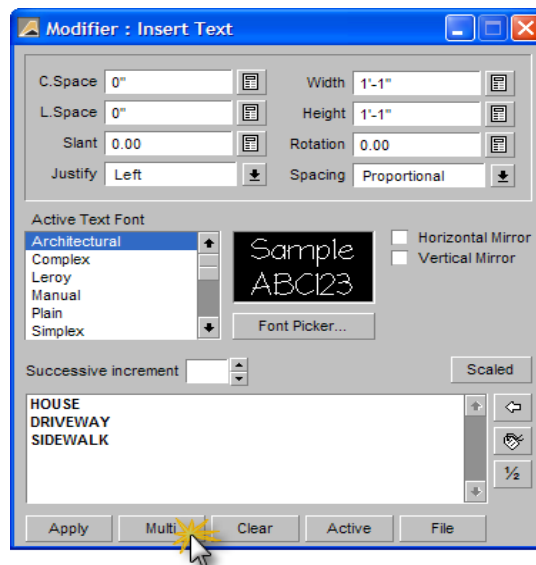 Modifier : Insert Text
C.Space 0" Width 1'-1"
L.Space 0" Height 1'-1"
Slant 0.00 Rotation 0.00
Justify Left Spacing Proportional
Active Text Font
Architectural
Complex
Leroy
Manual
Plain
Simplex
Sample
ABC123
Horizontal Mirror
Vertical Mirror
Font Picker...
Successive increment
Scaled
HOUSE
DRIVEWAY
SIDEWALK
½
Apply Multi Clear Active File